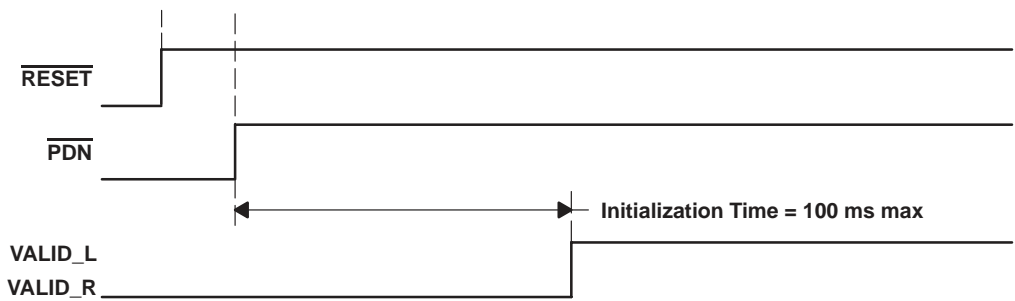 RESET
PDN
Initialization Time = 100 ms max
VALID_L
VALID_R